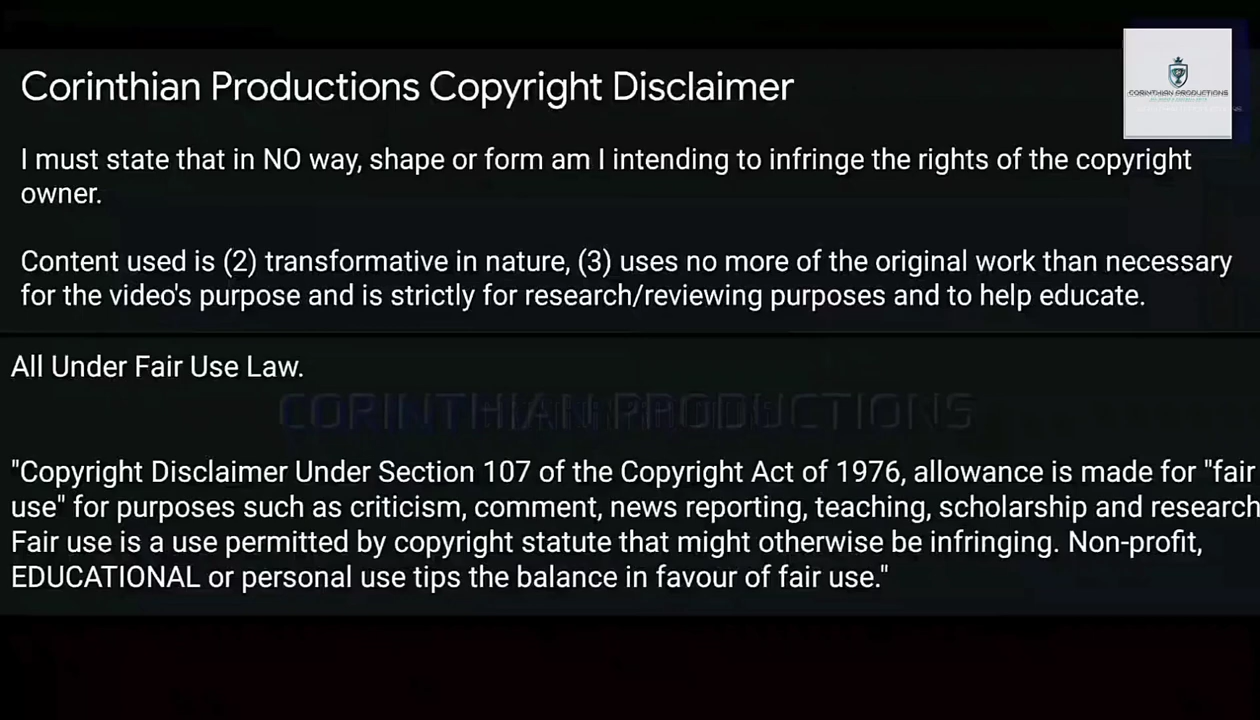 Corinthian Productions Copyright Disclaimer
CORINTHIAN PRODUCTIONS
I must state that in NO way, shape or form am I intending to infringe the rights of the copyright
owner.
Content used is (2) transformative in nature, (3) uses no more of the original work than necessary
for the video's purpose and is strictly for research/reviewing purposes and to help educate.
All Under Fair Use Law.
CORINTHIAN PRODUCTIONS
"Copyright Disclaimer Under Section 107 of the Copyright Act of 1976, allowance is made for "fair
use" for purposes such as criticism, comment, news reporting, teaching, scholarship and research
Fair use is a use permitted by copyright statute that might otherwise be infringing. Non-profit,
EDUCATIONAL or personal use tips the balance in favour of fair use."